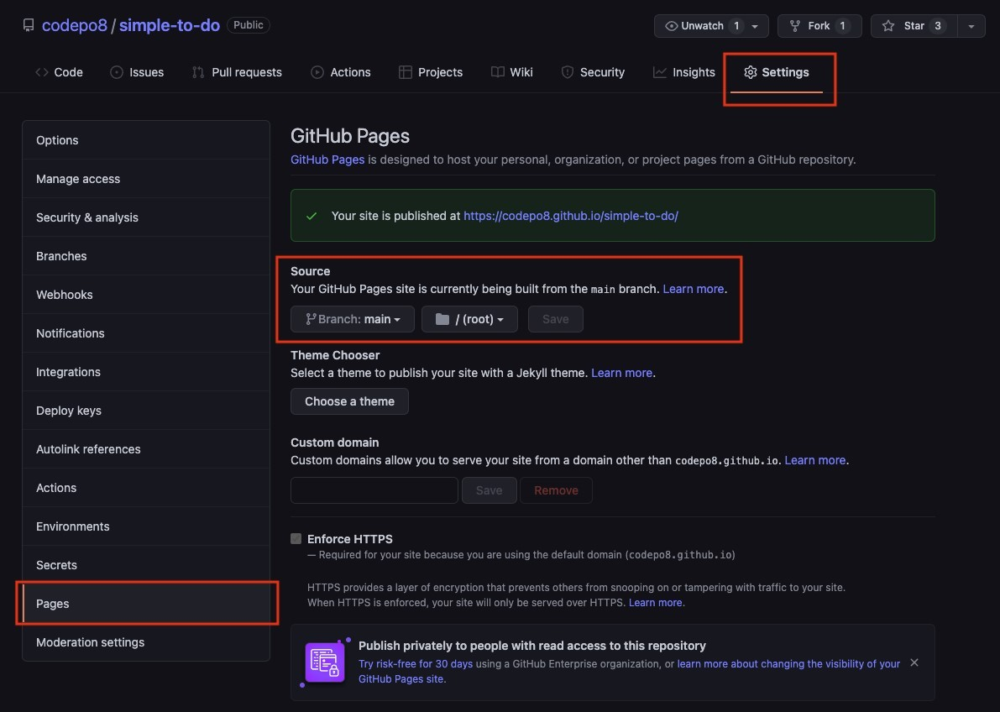 codepo8 / simple-to-do Public
Unwatch 1 Fork 1 Star 3
Code Issues Pull requests Actions Projects Wiki Security Insights Settings
Options
Manage access
Security & analysis
Branches
Webhooks
Notifications
Integrations
Deploy keys
Autolink references
Actions
Environments
Secrets
Pages
Moderation settings
GitHub Pages
GitHub Pages is designed to host your personal, organization, or project pages from a GitHub repository.
Your site is published at https://codepo8.github.io/simple-to-do/
Source
Your GitHub Pages site is currently being built from the main branch. Learn more.
Branch: main / (root) Save
Theme Chooser
Select a theme to publish your site with a Jekyll theme. Learn more.
Choose a theme
Custom domain
Custom domains allow you to serve your site from a domain other than codepo8.github.io. Learn more.
Save Remove
Enforce HTTPS
— Required for your site because you are using the default domain (codepo8.github.io)
HTTPS provides a layer of encryption that prevents others from snooping on or tampering with traffic to your site.
When HTTPS is enforced, your site will only be served over HTTPS. Learn more.
Publish privately to people with read access to this repository
Try risk-free for 30 days using a GitHub Enterprise organization, or learn more about changing the visibility of your
GitHub Pages site.